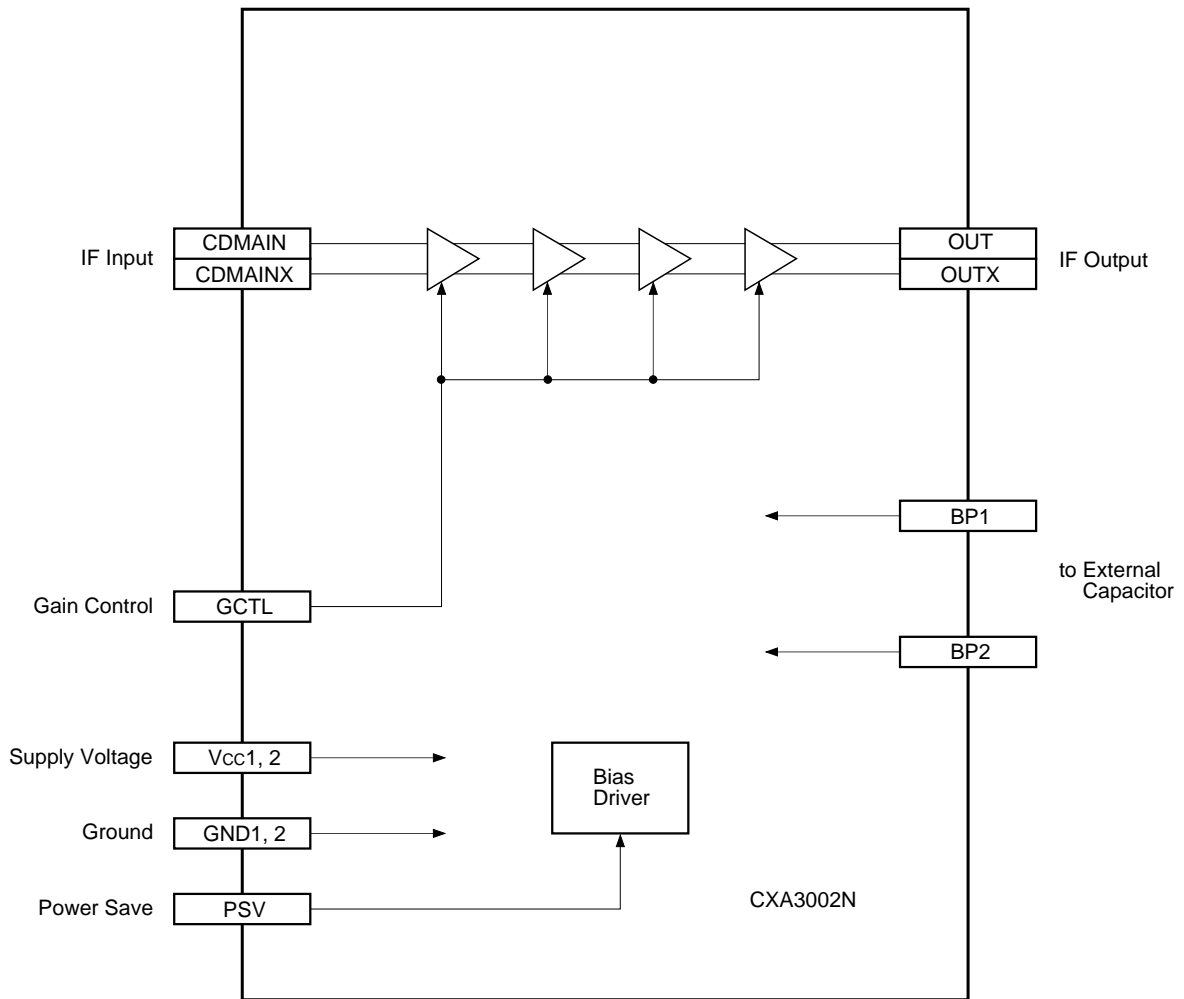 IF Input
CDMAIN
CDMAINX
OUT
OUTX
IF Output
BP1
to External
Capacitor
Gain Control
GCTL
BP2
Supply Voltage
VCC1, 2
Bias
Driver
Ground
GND1, 2
Power Save
PSV
CXA3002N